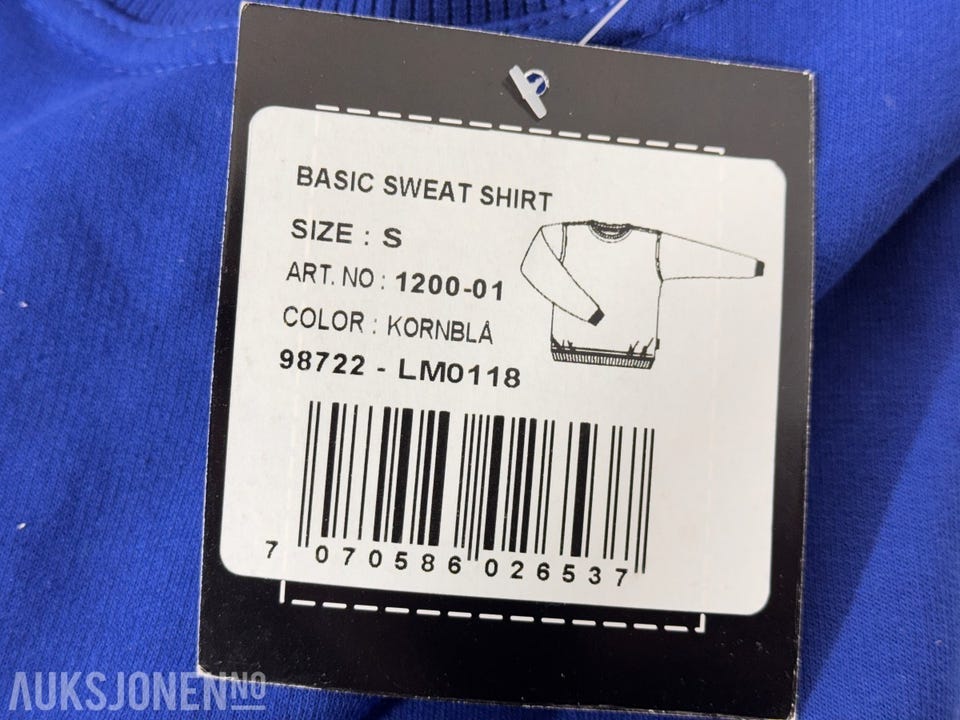 BASIC SWEAT SHIRT
SIZE : S
ART. NO : 1200-01
COLOR : KORNBLÅ
98722 - LM0118
7 070586 026537
AUKSJONEN.NO